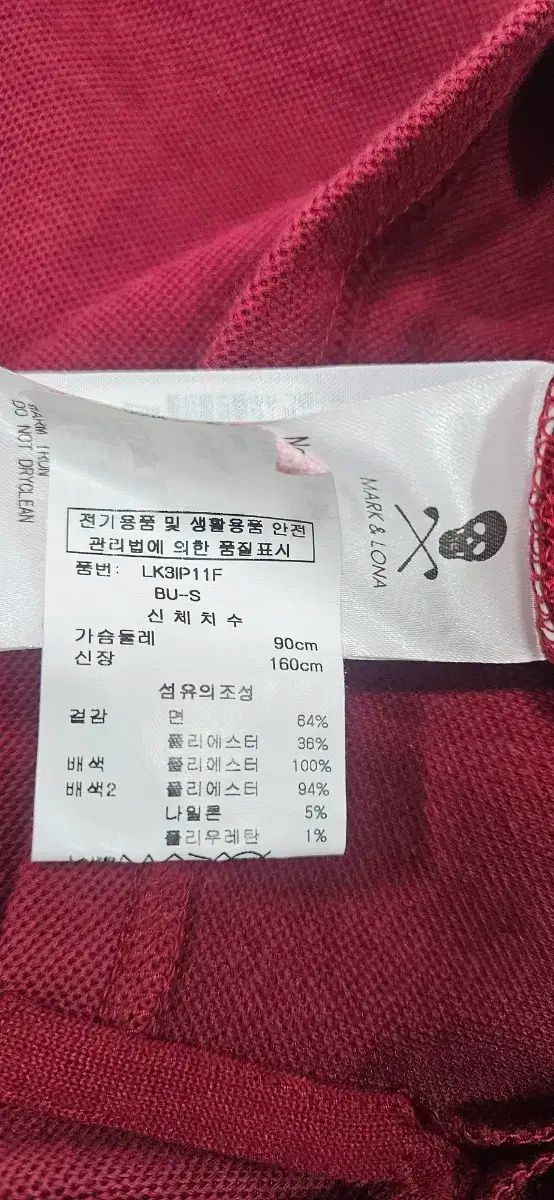 WARM IRON
DO NOT DRYCLEAN
MARK & LONA
전기용품 및 생활용품 안전
관리법에 의한 품질표시
품번: LK3IP11F
BU-S
신체치수
가슴둘레 90cm
신장 160cm
섬유의조성
겉감 면 64%
폴리에스터 36%
배색 폴리에스터 100%
배색2 폴리에스터 94%
나일론 5%
폴리우레탄 1%